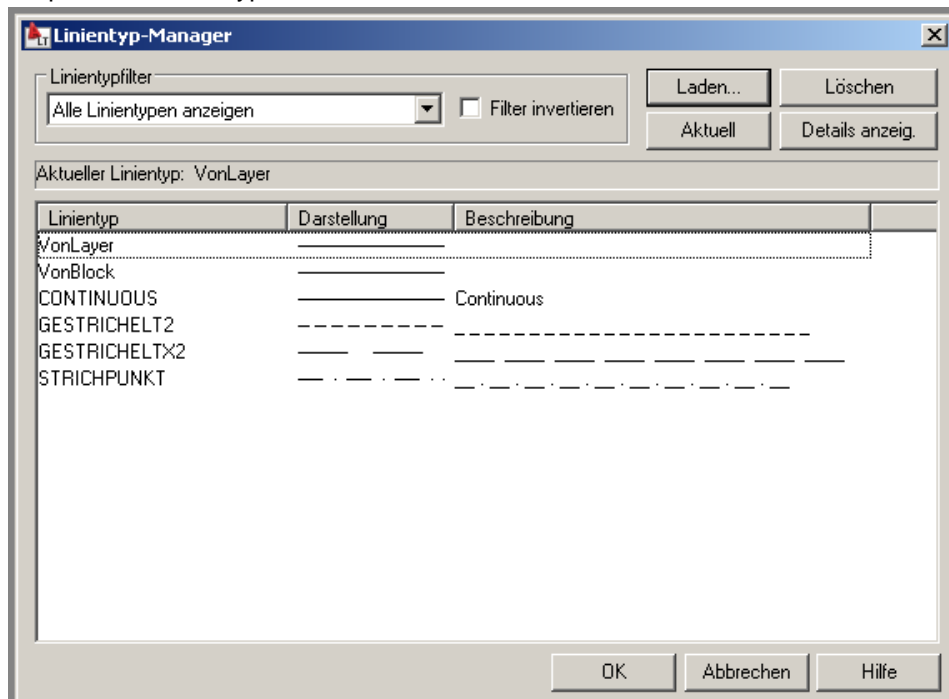 Linientyp-Manager
Linientypfilter
Alle Linientypen anzeigen
Filter invertieren
Laden...
Löschen
Aktuell
Details anzeig.
Aktueller Linientyp: VonLayer
Linientyp Darstellung Beschreibung
VonLayer
VonBlock
CONTINUOUS Continuous
GESTRICHELT2
GESTRICHELTX2
STRICHPUNKT
OK Abbrechen Hilfe